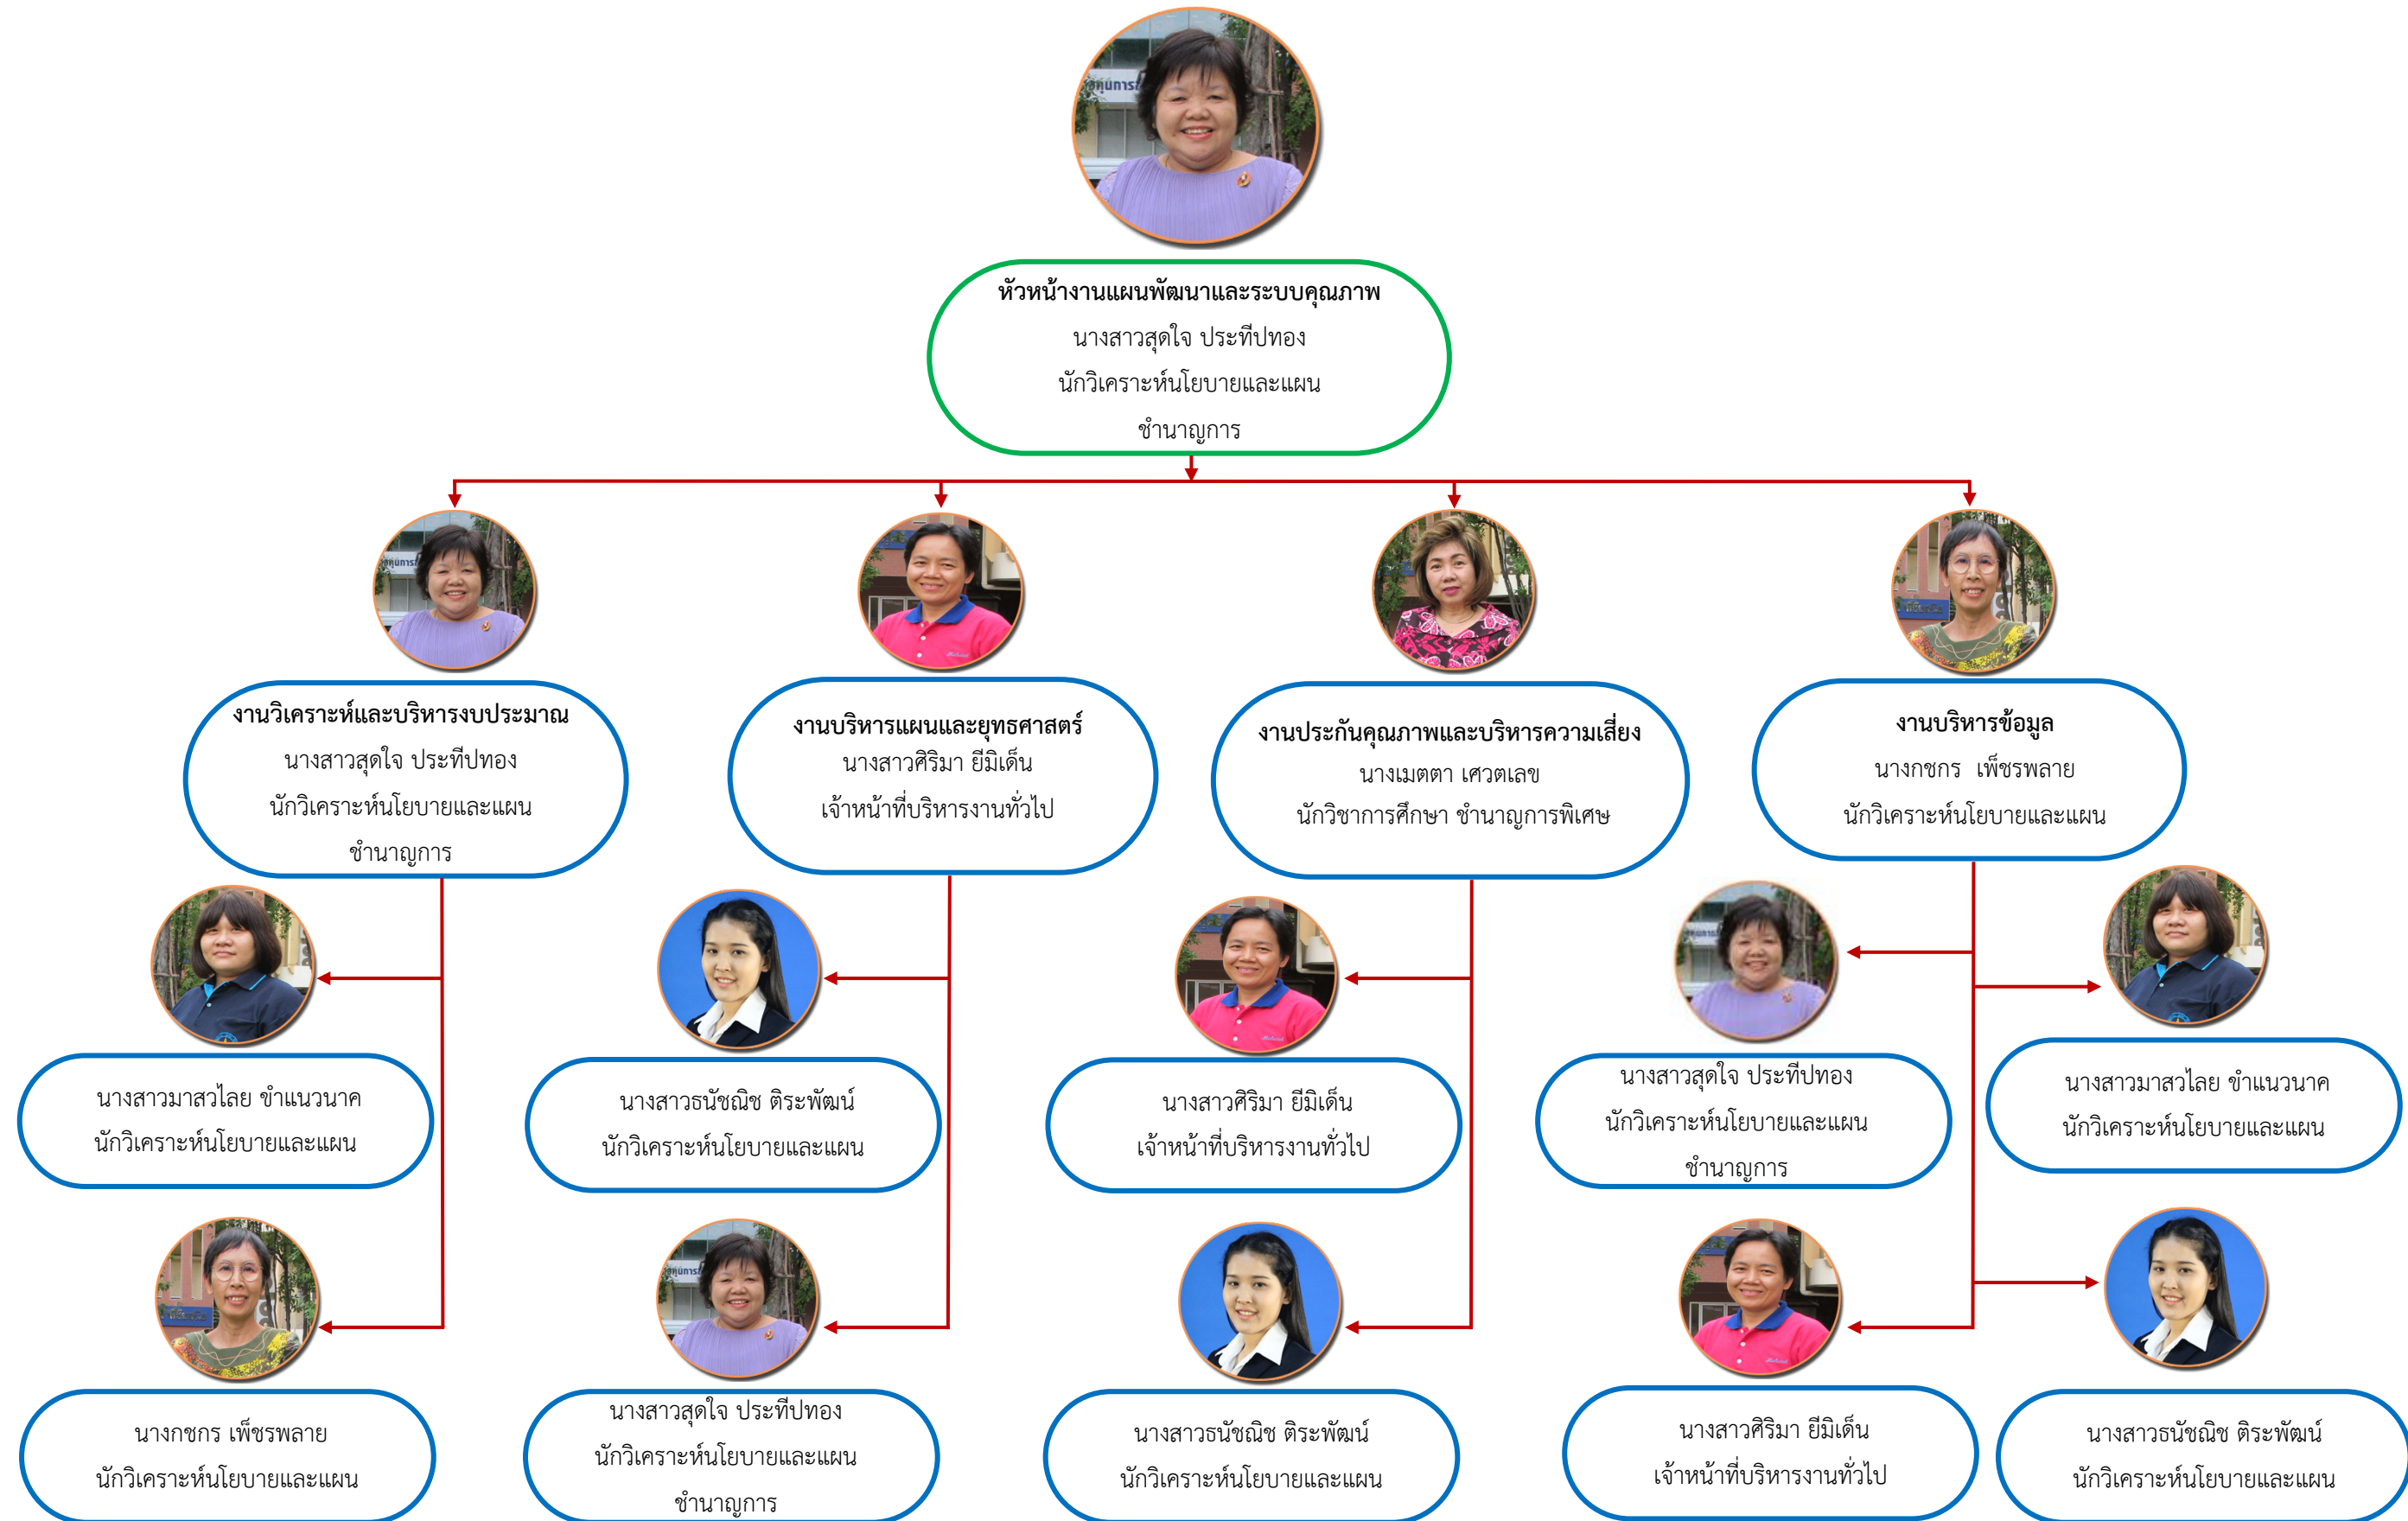 หัวหน้างานแผนพัฒนาและระบบคุณภาพ
นางสาวสุดใจ ประทีปทอง
นักวิเคราะห์นโยบายและแผน
ชำนาญการ
งานวิเคราะห์และบริหารงบประมาณ
นางสาวสุดใจ ประทีปทอง
นักวิเคราะห์นโยบายและแผน
ชำนาญการ
งานบริหารแผนและยุทธศาสตร์
นางสาวศิริมา ยีมิเด็น
เจ้าหน้าที่บริหารงานทั่วไป
งานประกันคุณภาพและบริหารความเสี่ยง
นางเมตตา เศวตเลข
นักวิชาการศึกษา ชำนาญการพิเศษ
งานบริหารข้อมูล
นางกชกร เพ็ชรพลาย
นักวิเคราะห์นโยบายและแผน
นางสาวมาสวไลย ขำแนวนาค
นักวิเคราะห์นโยบายและแผน
นางสาวธนัชณิช ติระพัฒน์
นักวิเคราะห์นโยบายและแผน
นางสาวศิริมา ยีมิเด็น
เจ้าหน้าที่บริหารงานทั่วไป
นางสาวสุดใจ ประทีปทอง
นักวิเคราะห์นโยบายและแผน
ชำนาญการ
นางสาวมาสวไลย ขำแนวนาค
นักวิเคราะห์นโยบายและแผน
นางกชกร เพ็ชรพลาย
นักวิเคราะห์นโยบายและแผน
นางสาวสุดใจ ประทีปทอง
นักวิเคราะห์นโยบายและแผน
ชำนาญการ
นางสาวธนัชณิช ติระพัฒน์
นักวิเคราะห์นโยบายและแผน
นางสาวศิริมา ยีมิเด็น
เจ้าหน้าที่บริหารงานทั่วไป
นางสาวธนัชณิช ติระพัฒน์
นักวิเคราะห์นโยบายและแผน